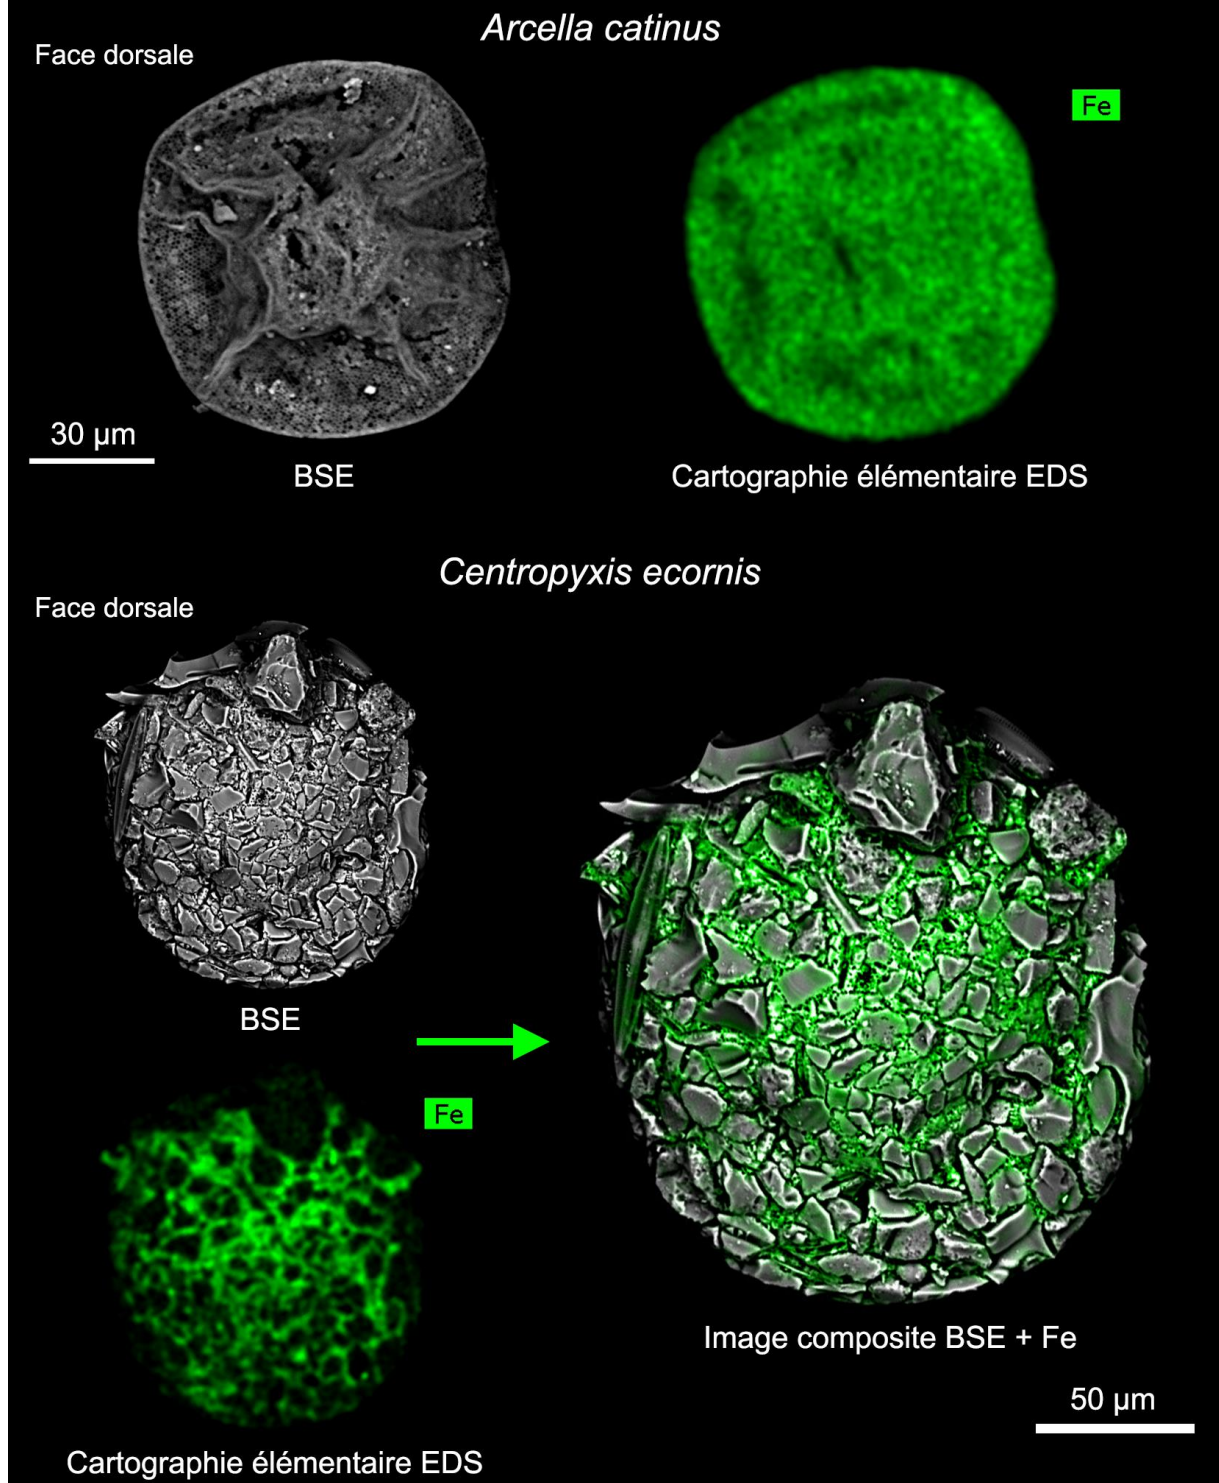 Arcella catinus
Face dorsale
Fe
30 µm
BSE
Cartographie élémentaire EDS
Centropyxis ecornis
Face dorsale
BSE
Fe
Image composite BSE + Fe
50 µm
Cartographie élémentaire EDS